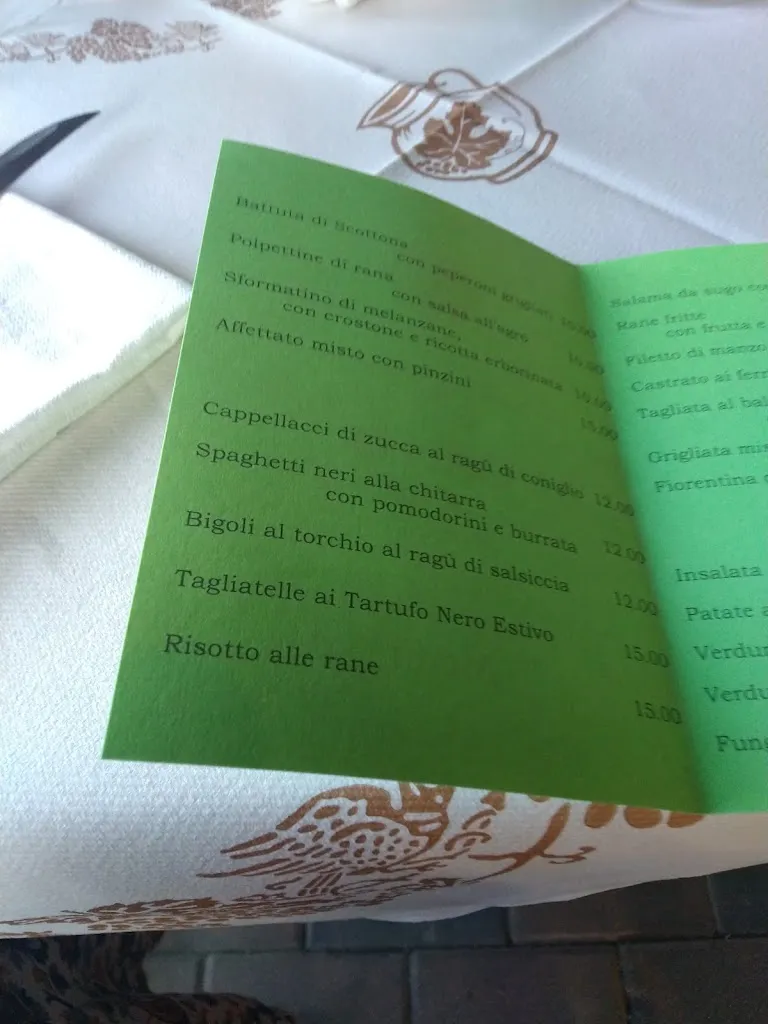 Battuta di Scottona
con peperoni grigliati 10.00
Polpettine di rana
con salsa all'agro 10.00
Sformatino di melanzane,
con crostone e ricotta erborinata 10.00
Affettato misto con pinzini 15.00
Cappellacci di zucca al ragù di coniglio 12.00
Spaghetti neri alla chitarra
con pomodorini e burrata 12.00
Bigoli al torchio al ragù di salsiccia 12.00
Tagliatelle ai Tartufo Nero Estivo 15.00
Risotto alle rane 15.00
Salama da sugo
Rane fritte
con frutta e
Filetto di manzo
Castrato ai
Tagliata al
Grigliata
Fiorentina
Insalata
Patate